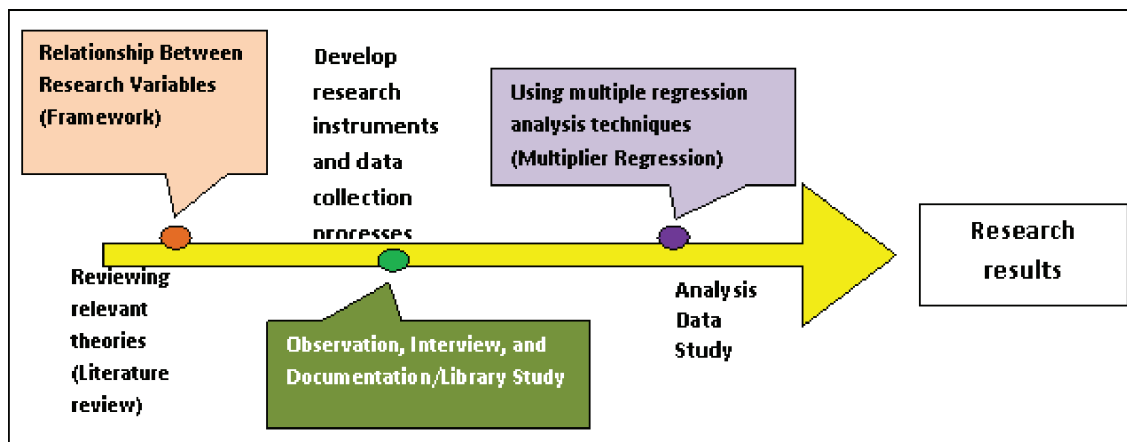 Relationship Between
Research Variables
(Framework)
Develop
research
instruments
and data
collection
processes
Using multiple regression
analysis techniques
(Multiplier Regression)
Reviewing
relevant
theories
(Literature
review)
Observation, Interview, and
Documentation/Library Study
Analysis
Data
Study
Research
results